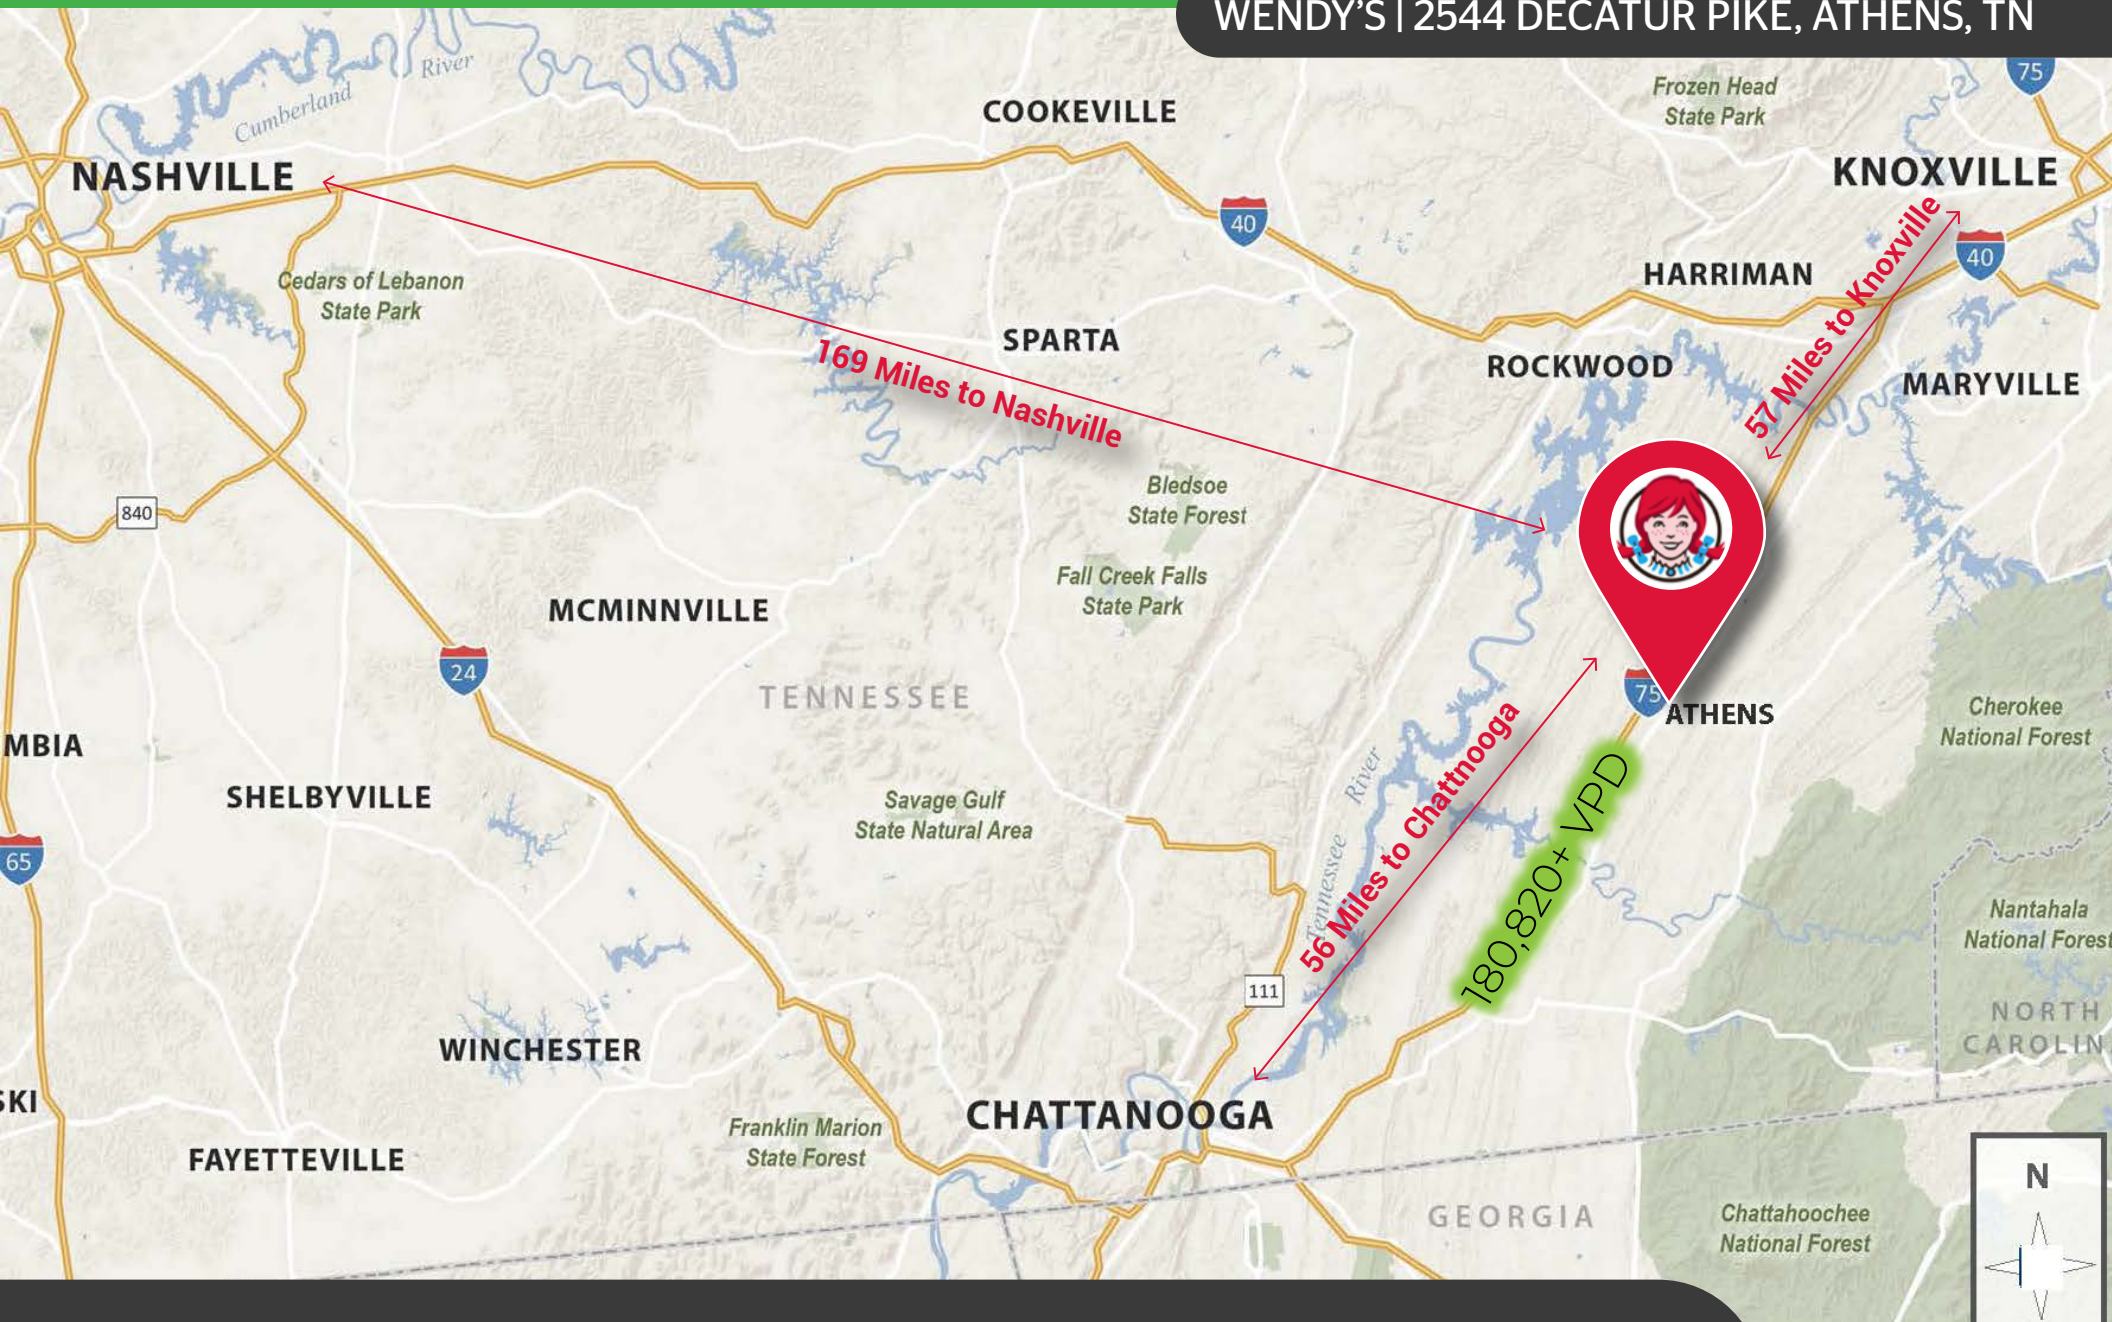 WENDY'S | 2544 DECATUR PIKE, ATHENS, TN
75
Frozen Head
State Park
River
Cumberland
COOKEVILLE
NASHVILLE
KNOXVILLE
40
40
Cedars of Lebanon
State Park
HARRIMAN
57 Miles to Knoxville
SPARTA
169 Miles to Nashville
ROCKWOOD
MARYVILLE
Bledsoe
State Forest
840
Fall Creek Falls
State Park
MCMINNVILLE
24
TENNESSEE
75
ATHENS
Cherokee
National Forest
MBIA
SHELBYVILLE
Savage Gulf
State Natural Area
River
Tennessee
56 Miles to Chattnooga
180,820+ VPD
65
Nantahala
National Forest
111
NORTH
CAROLIN
WINCHESTER
SKI
CHATTANOOGA
Franklin Marion
State Forest
FAYETTEVILLE
N
GEORGIA
Chattahoochee
National Forest